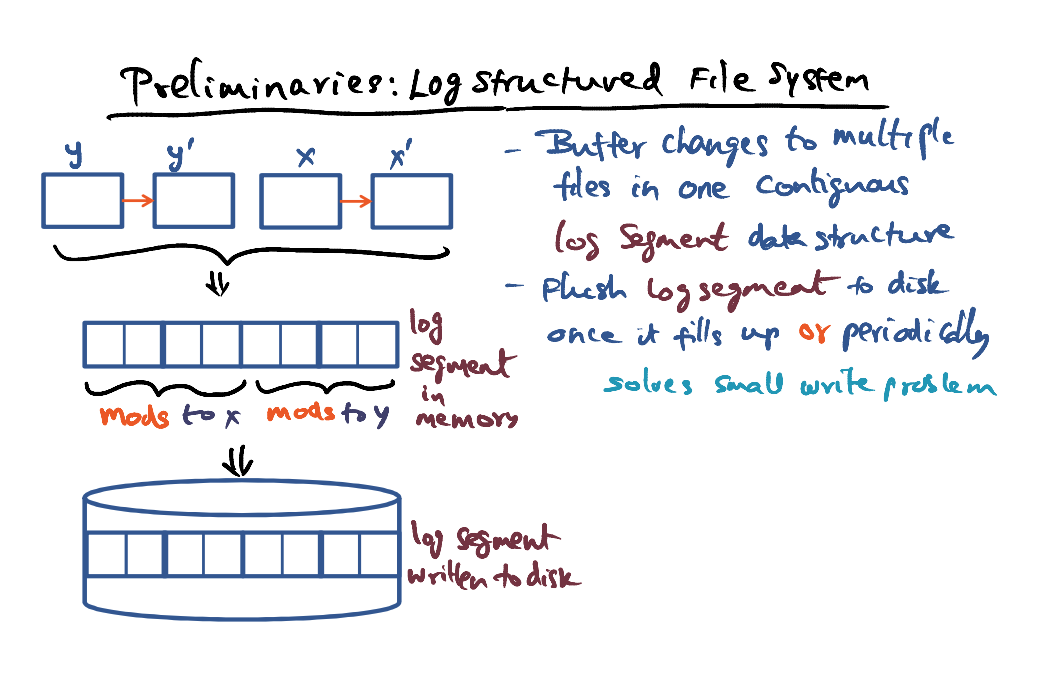 Preliminaries: Log structured File System
y y' x x'
- Buffer changes to multiple
files in one contiguous
log segment data structure
- Flush log segment to disk
once it fills up or periodically
solves small write problem
log
segment
in
memory
mods to x mods to y
log segment
written to disk